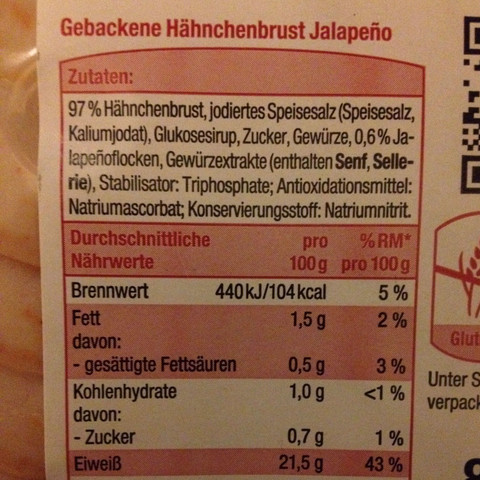 Gebackene Hähnchenbrust Jalapeño
Zutaten:
97 % Hähnchenbrust, jodiertes Speisesalz (Speisesalz,
Kaliumjodat), Glukosesirup, Zucker, Gewürze, 0,6 % Ja-
lapeñoflocken, Gewürzextrakte (enthalten Senf, Selle-
rie), Stabilisator: Triphosphate; Antioxidationsmittel:
Natriumascorbat; Konservierungsstoff: Natriumnitrit.
Durchschnittliche pro % RM*
Nährwerte 100 g pro 100 g
Brennwert 440 kJ/104 kcal 5 %
Fett 1,5 g 2 %
davon:
- gesättigte Fettsäuren 0,5 g 3 %
Kohlenhydrate 1,0 g <1 %
davon:
- Zucker 0,7 g 1 %
Eiweiß 21,5 g 43 %
Glut
Unter S
verpack